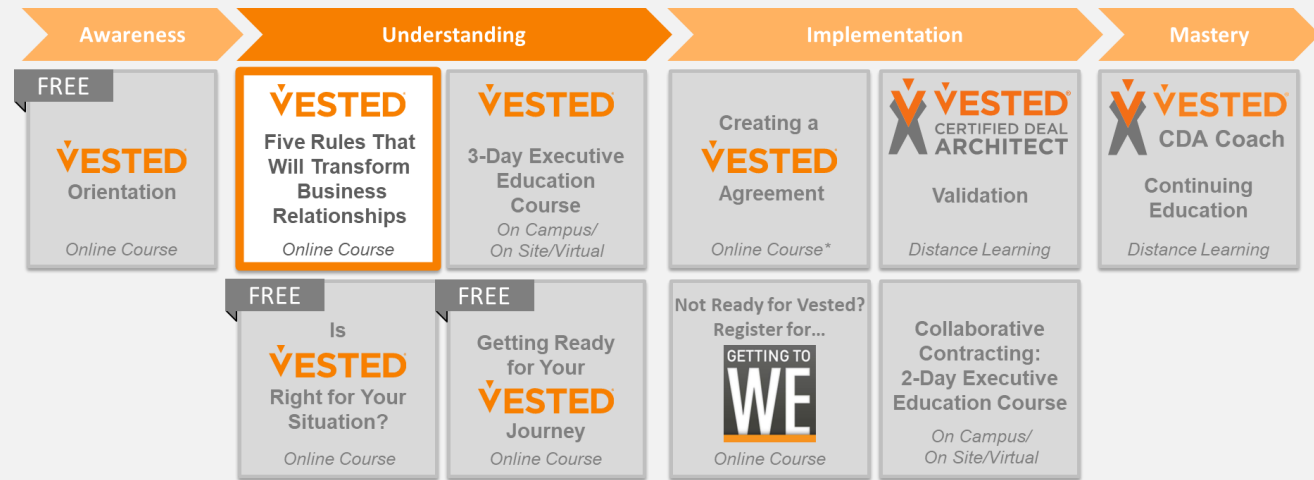 Awareness
Understanding
Implementation
Mastery
FREE
VESTED
Orientation
Online Course
VESTED
Five Rules That
Will Transform
Business
Relationships
Online Course
VESTED
3-Day Executive
Education
Course
On Campus/
On Site/Virtual
Creating a
VESTED
Agreement
Online Course*
VESTED®
CERTIFIED DEAL
ARCHITECT
Validation
Distance Learning
VESTED®
CDA Coach
Continuing
Education
Distance Learning
FREE
Is
VESTED
Right for Your
Situation?
Online Course
FREE
Getting Ready
for Your
VESTED
Journey
Online Course
Not Ready for Vested?
Register for...
GETTING TO
WE
Online Course
Collaborative
Contracting:
2-Day Executive
Education Course
On Campus/
On Site/Virtual